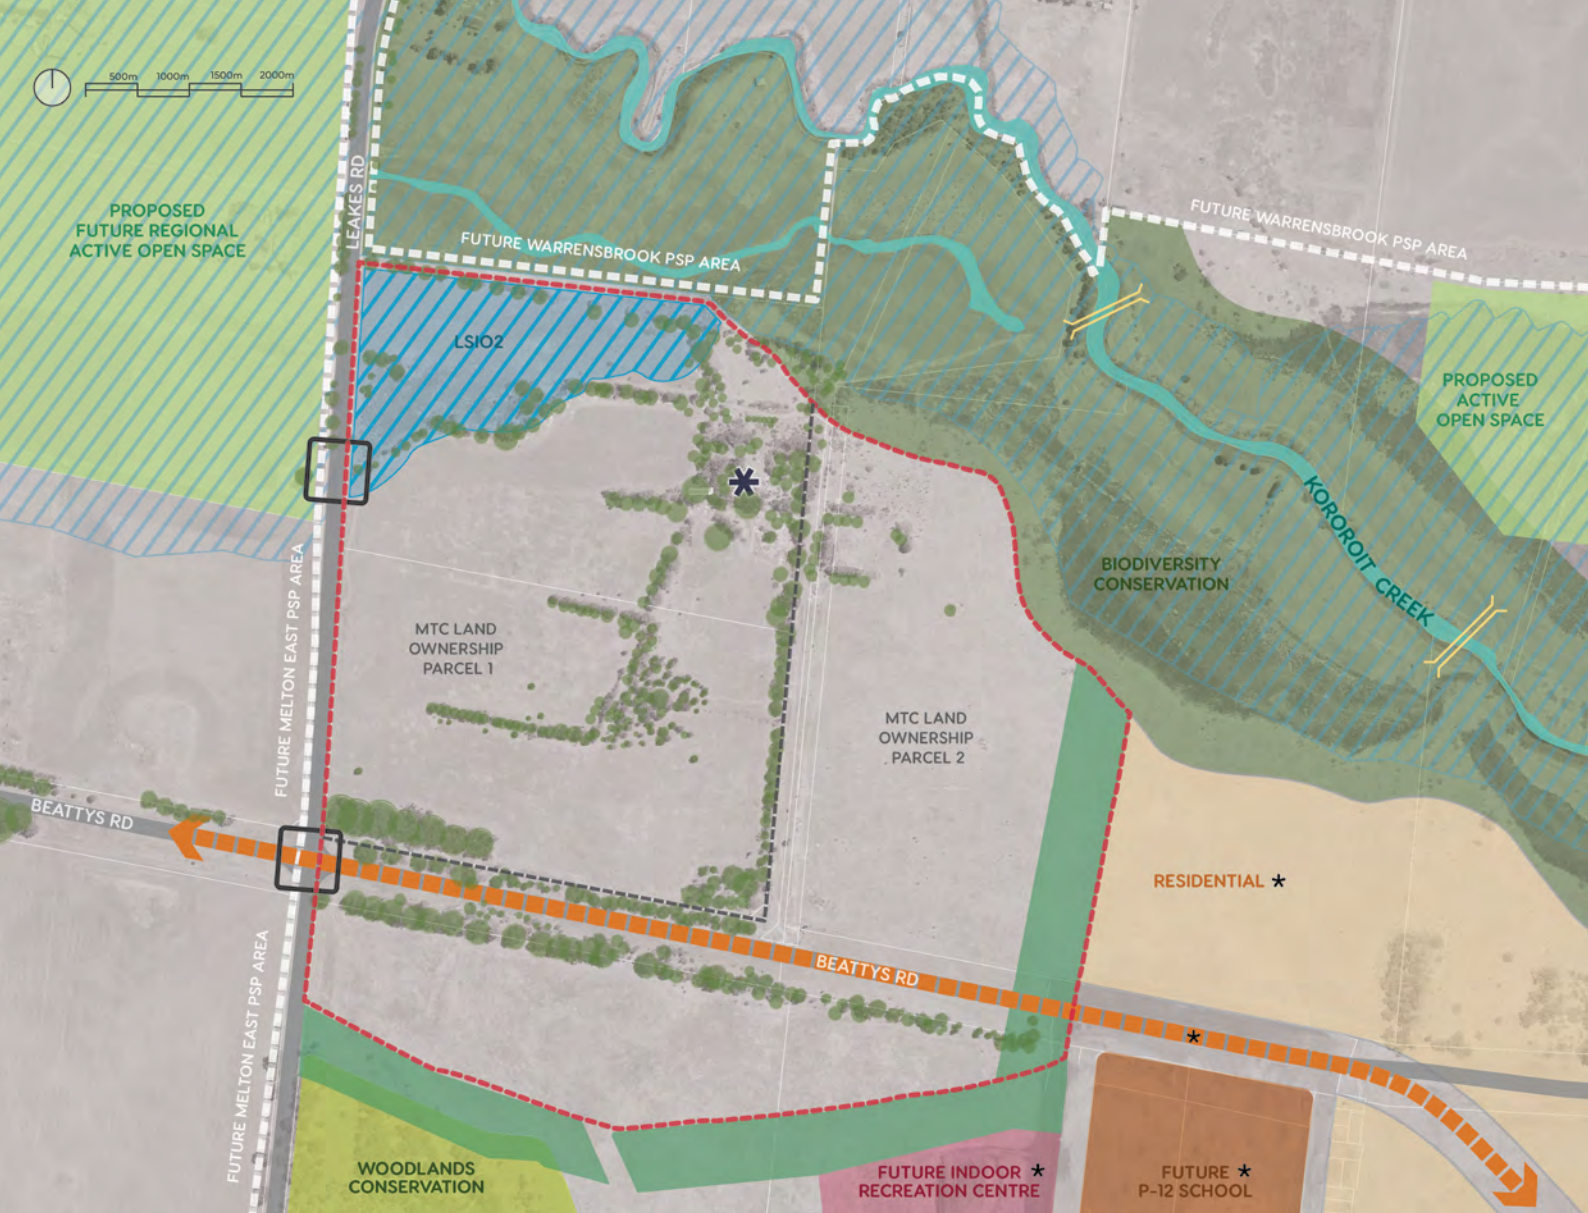 500m 1000m 1500m 2000m
LEAKES RD
PROPOSED
FUTURE REGIONAL
ACTIVE OPEN SPACE
FUTURE WARRENSBROOK PSP AREA
FUTURE WARRENSBROOK PSP AREA
LSIO2
PROPOSED
ACTIVE
OPEN SPACE
KOROROIT CREEK
BIODIVERSITY
CONSERVATION
FUTURE MELTON EAST PSP AREA
MTC LAND
OWNERSHIP
PARCEL 1
MTC LAND
OWNERSHIP
PARCEL 2
BEATTYS RD
RESIDENTIAL *
BEATTYS RD
*
FUTURE MELTON EAST PSP AREA
WOODLANDS
CONSERVATION
FUTURE INDOOR *
RECREATION CENTRE
FUTURE *
P-12 SCHOOL